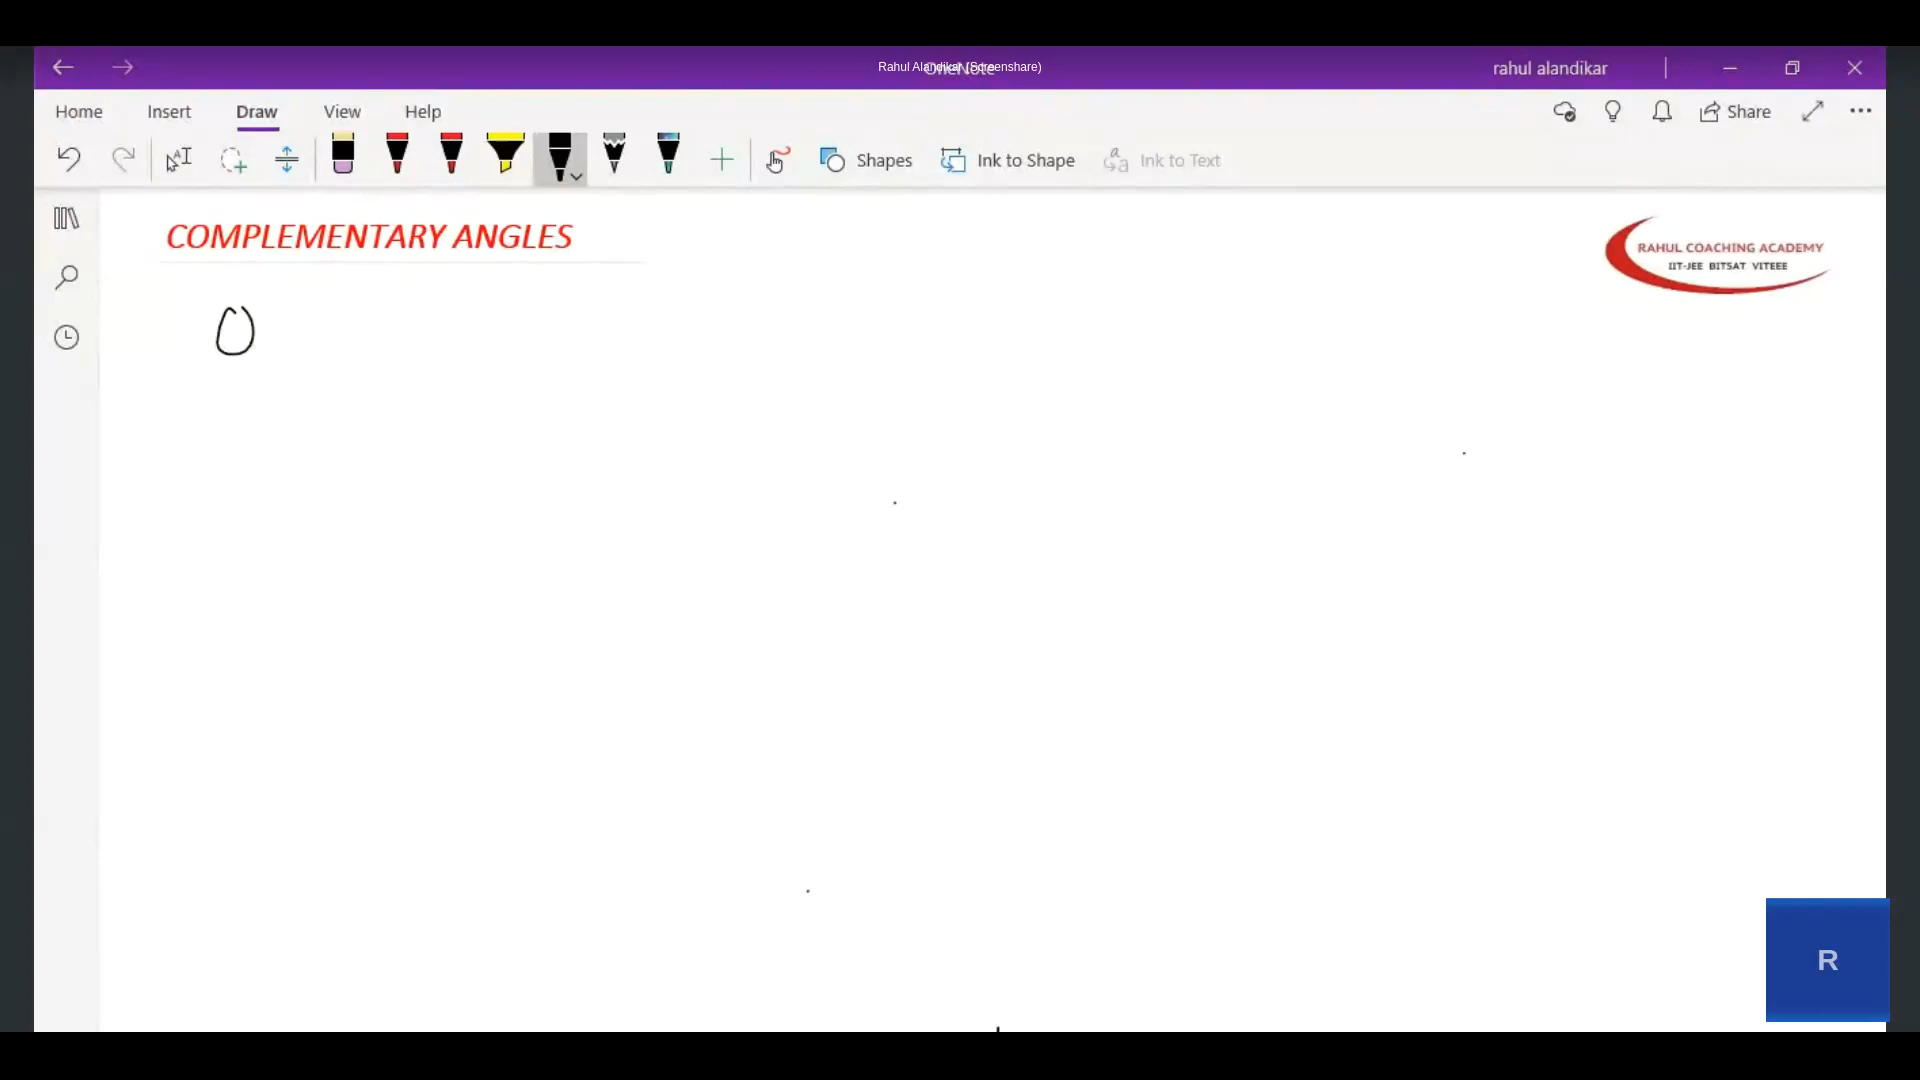 Rahul Alandikar (Screenshare)
rahul alandikar
Home Insert Draw View Help
Share
Shapes Ink to Shape Ink to Text
COMPLEMENTARY ANGLES
RAHUL COACHING ACADEMY
IIT-JEE BITSAT VITEEE
0
R